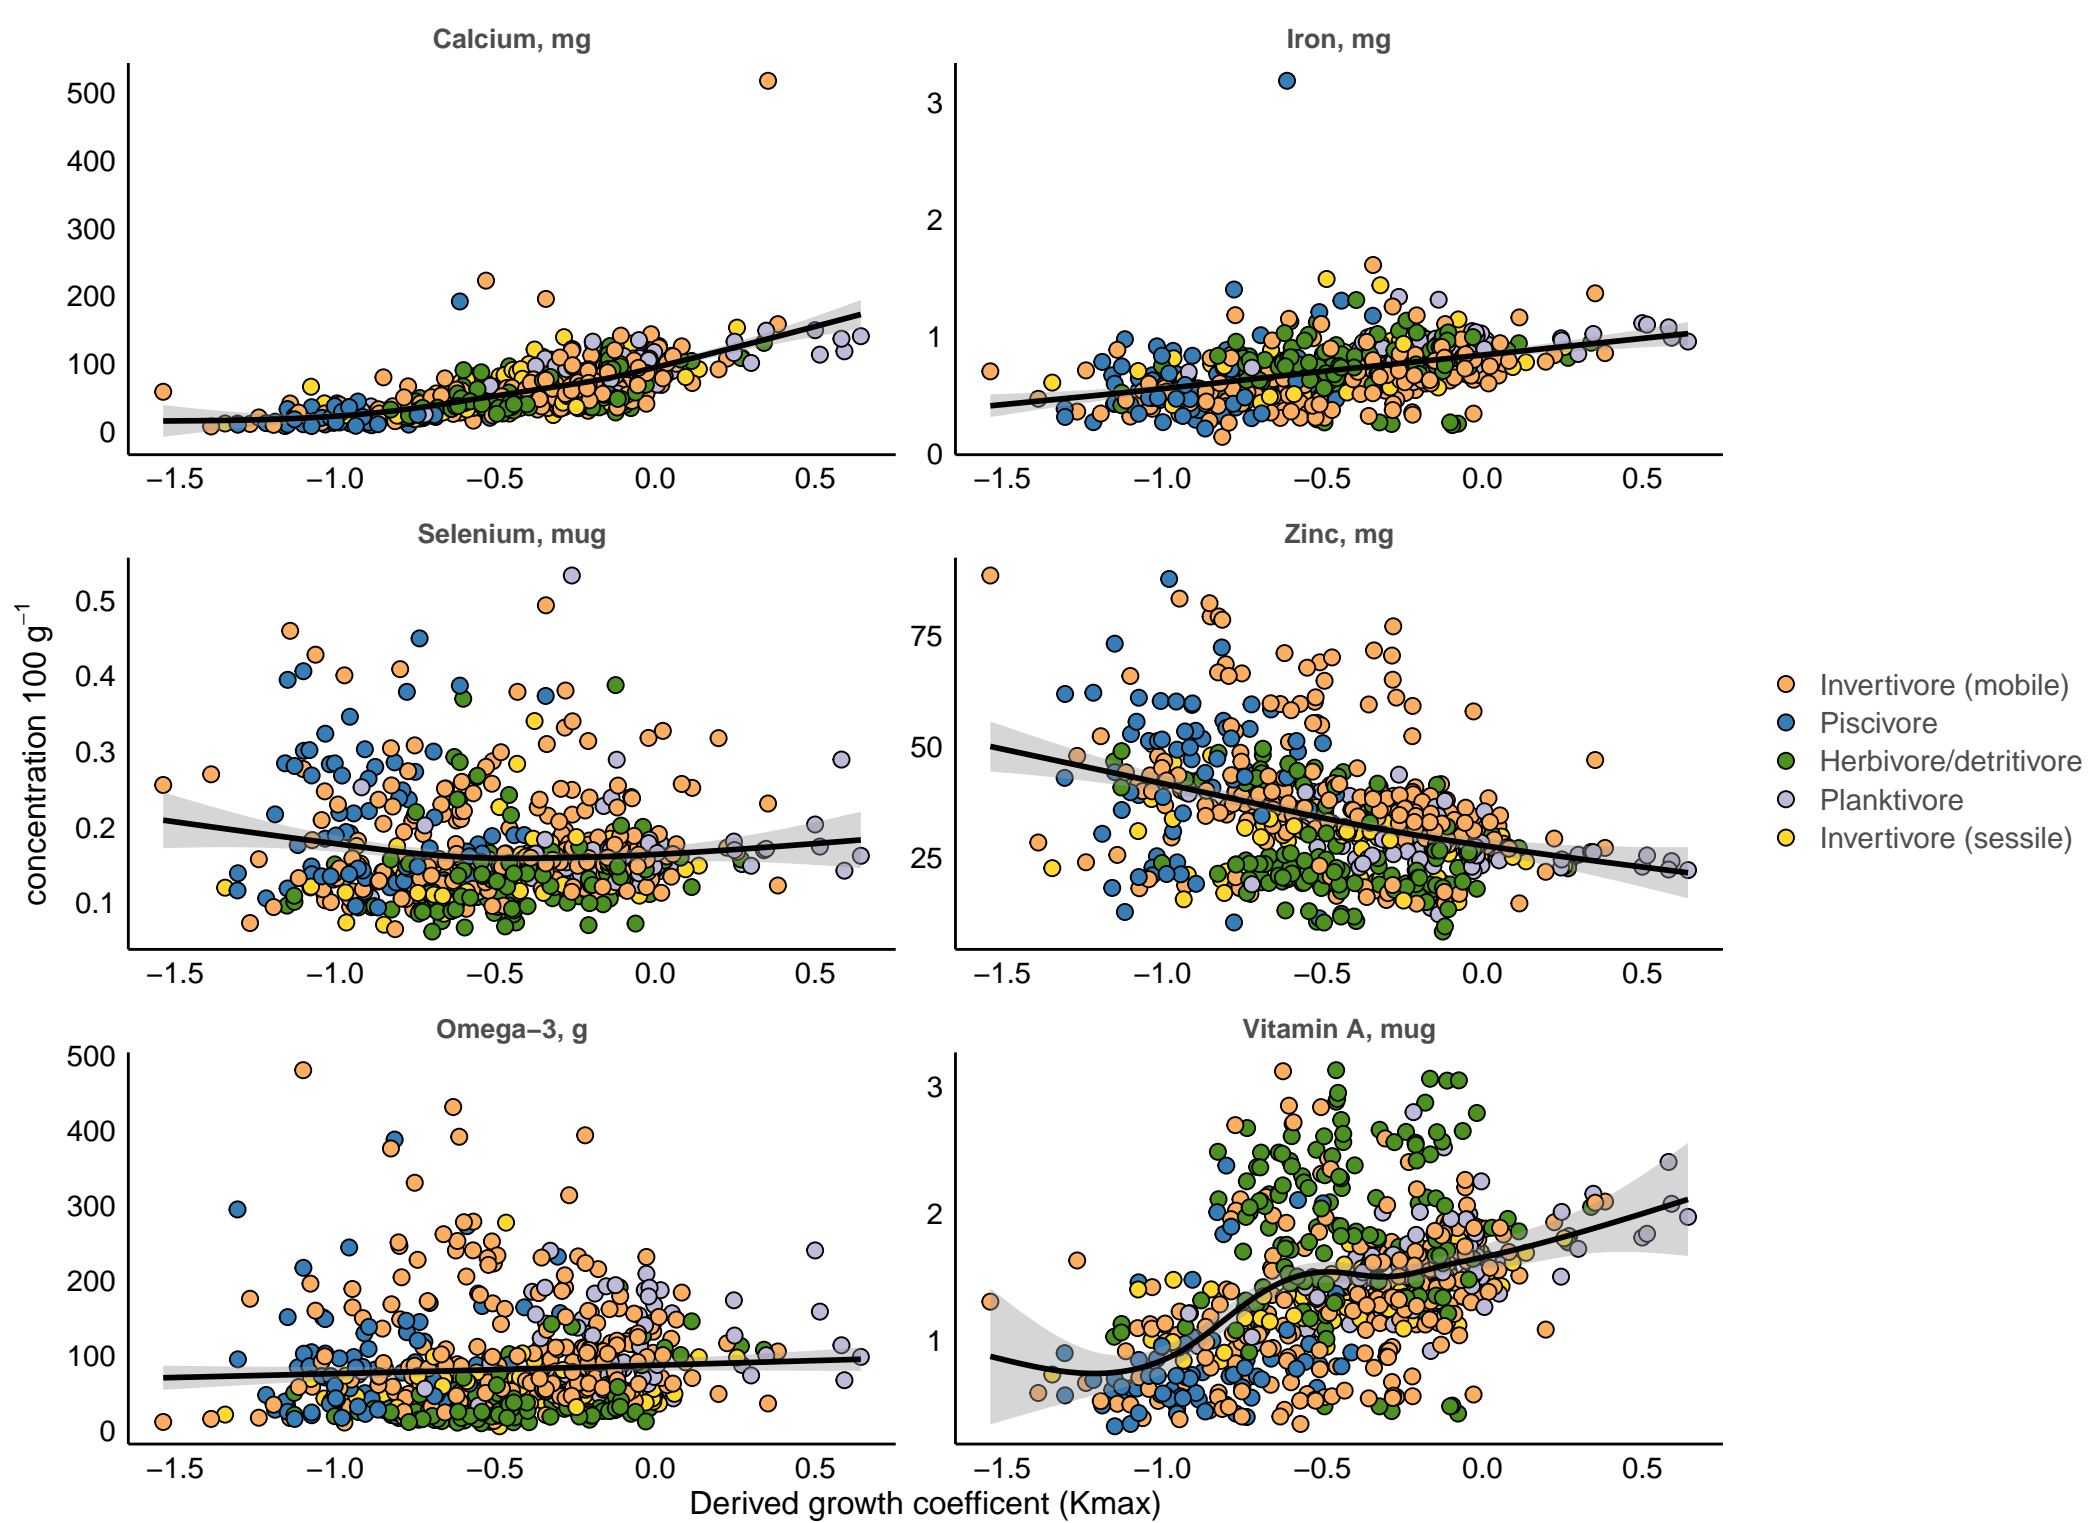 Calcium, mg
Iron, mg
500
400
300
200
100
0
3
2
1
0
−1.5 −1.0 −0.5 0.0 0.5
−1.5 −1.0 −0.5 0.0 0.5
Selenium, mug
Zinc, mg
concentration 100 g⁻¹
0.5
0.4
0.3
0.2
0.1
75
50
25
−1.5 −1.0 −0.5 0.0 0.5
−1.5 −1.0 −0.5 0.0 0.5
Invertivore (mobile)
Piscivore
Herbivore/detritivore
Planktivore
Invertivore (sessile)
Omega−3, g
Vitamin A, mug
500
400
300
200
100
0
3
2
1
−1.5 −1.0 −0.5 0.0 0.5
−1.5 −1.0 −0.5 0.0 0.5
Derived growth coefficent (Kmax)